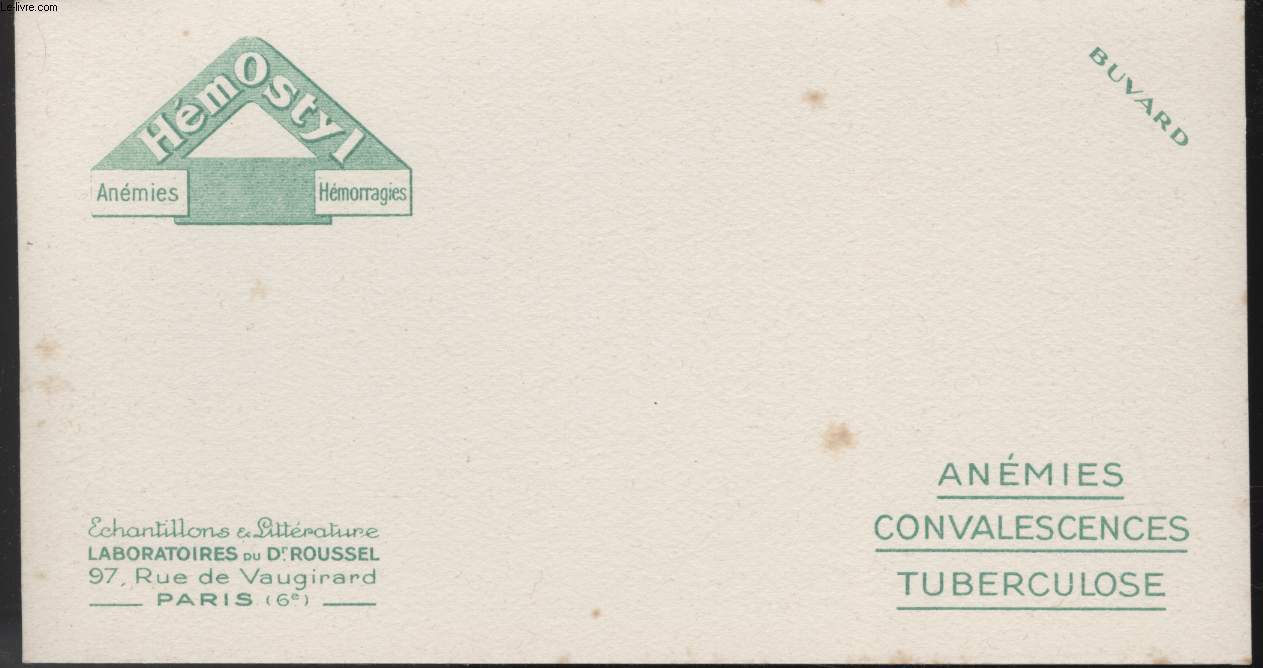 Le-livre.com
HémOstyl
Anémies
Hémorragies
BUVARD
Echantillons & Littérature
LABORATOIRES DU Dr ROUSSEL
97, Rue de Vaugirard
PARIS (6e)
ANÉMIES
CONVALESCENCES
TUBERCULOSE